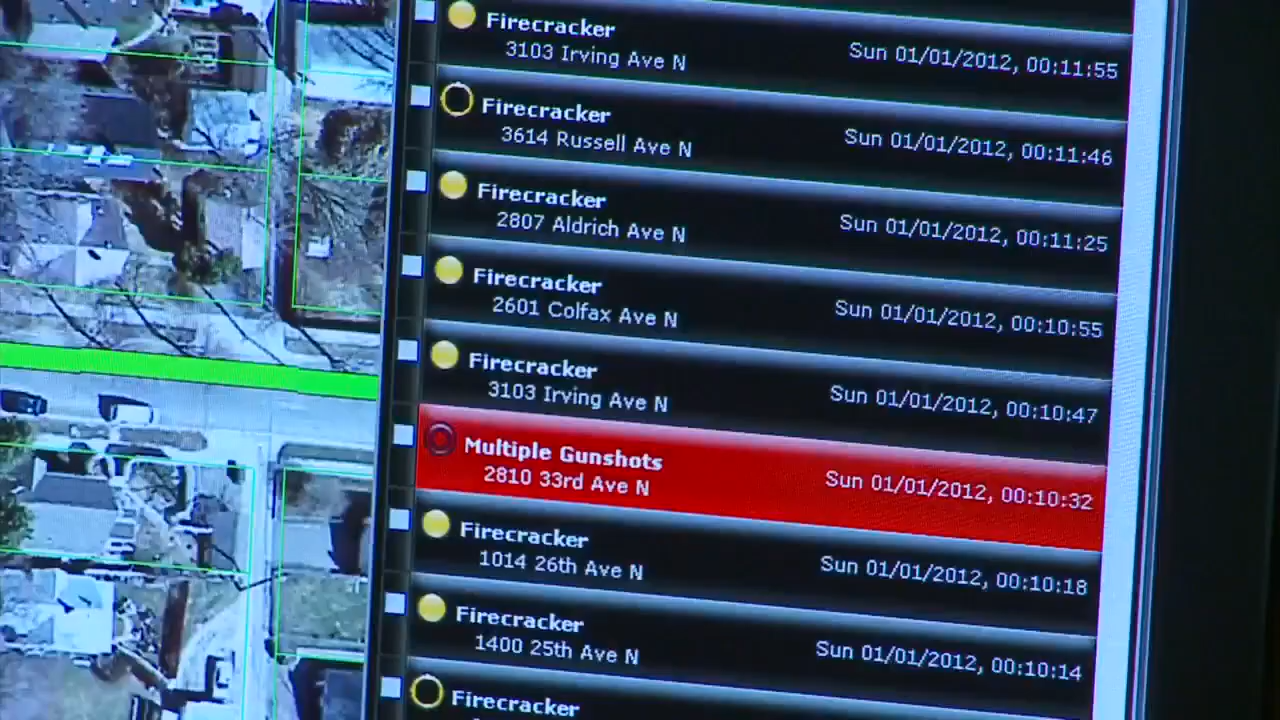 Firecracker
3103 Irving Ave N
Sun 01/01/2012, 00:11:55
Firecracker
3614 Russell Ave N
Sun 01/01/2012, 00:11:46
Firecracker
2807 Aldrich Ave N
Sun 01/01/2012, 00:11:25
Firecracker
2601 Colfax Ave N
Sun 01/01/2012, 00:10:55
Firecracker
3103 Irving Ave N
Sun 01/01/2012, 00:10:47
Multiple Gunshots
2810 33rd Ave N
Sun 01/01/2012, 00:10:32
Firecracker
1014 26th Ave N
Sun 01/01/2012, 00:10:18
Firecracker
1400 25th Ave N
Sun 01/01/2012, 00:10:14
Firecracker